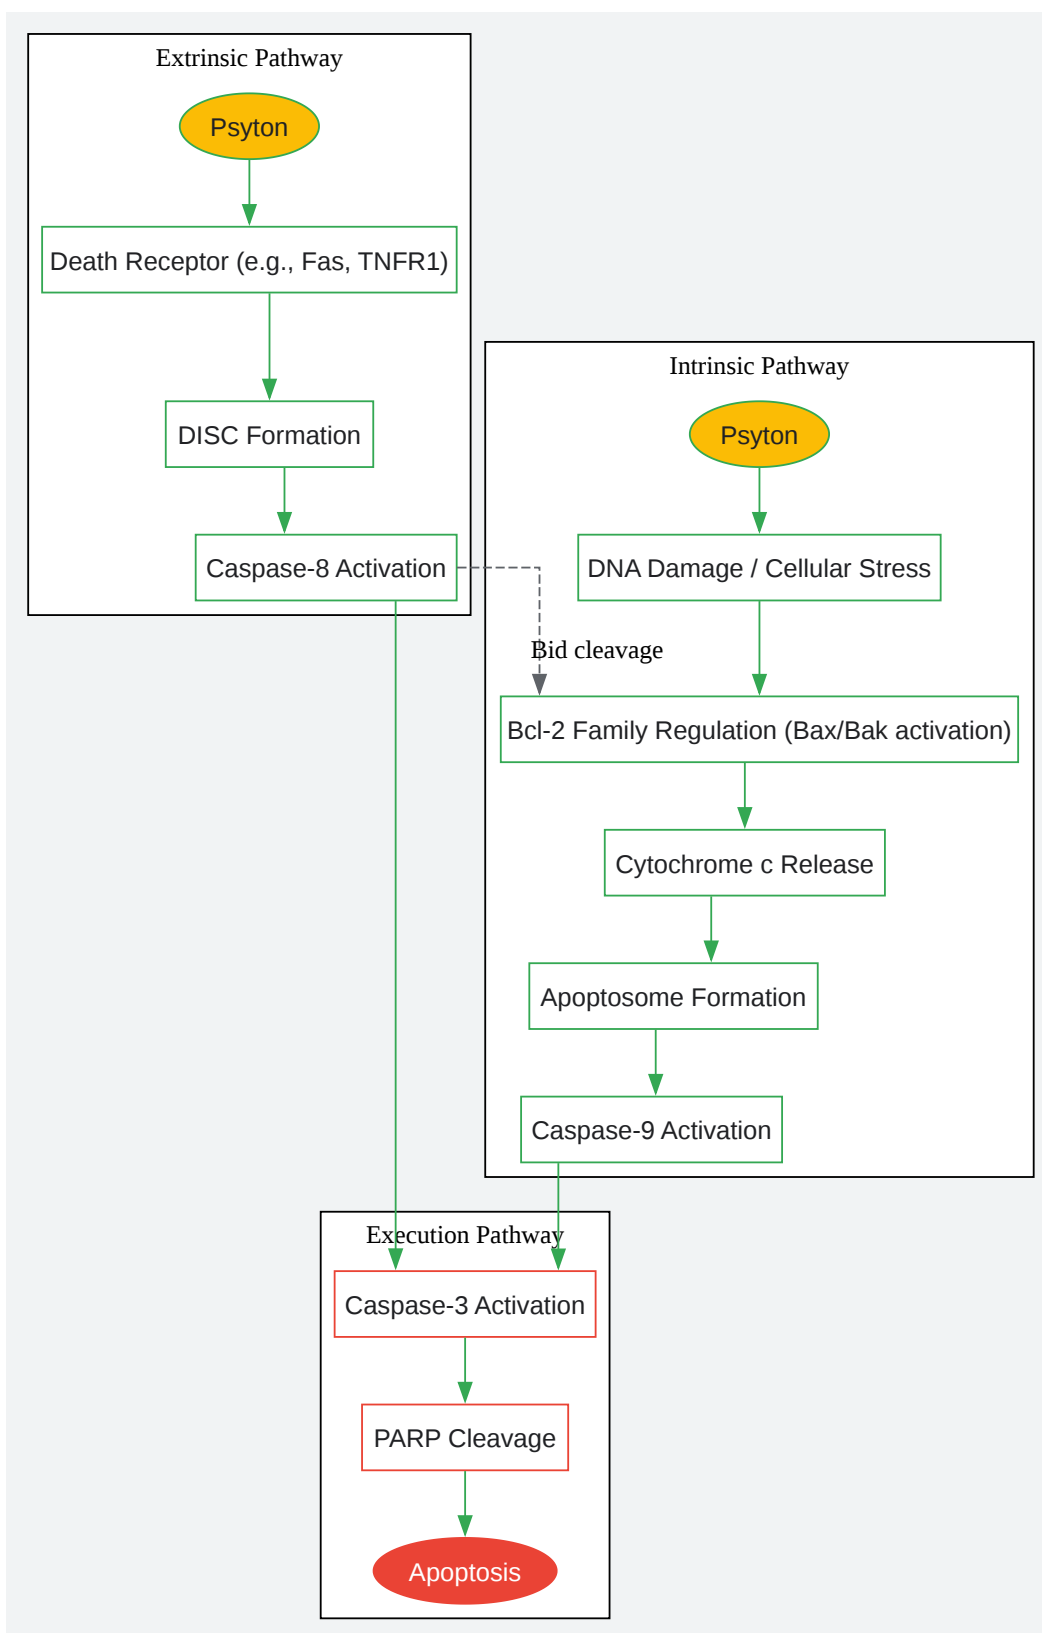 Extrinsic Pathway
Psyton
Death Receptor (e.g., Fas, TNFR1)
DISC Formation
Caspase-8 Activation
Intrinsic Pathway
Psyton
DNA Damage / Cellular Stress
Bid cleavage
Bcl-2 Family Regulation (Bax/Bak activation)
Cytochrome c Release
Apoptosome Formation
Caspase-9 Activation
Execution Pathway
Caspase-3 Activation
PARP Cleavage
Apoptosis